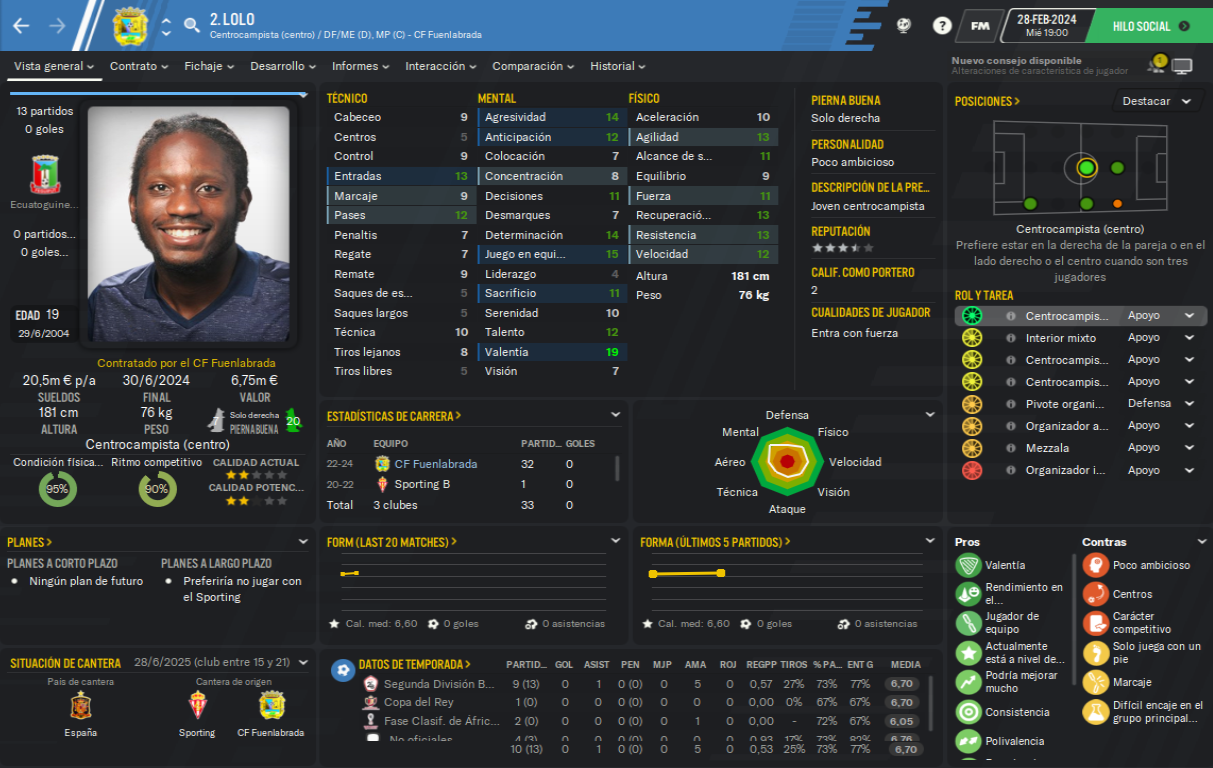 2. LOLO
Centrocampista (centro) / DF/ME (D), MP (C) - CF Fuenlabrada
?
FM
28-FEB-2024
Mié 19:00
HILO SOCIAL
Vista general
Contrato
Fichaje
Desarrollo
Informes
Interacción
Comparación
Historial
Nuevo consejo disponible
Alteraciones de característica de jugador
1
13 partidos
0 goles
Ecuatoguine...
0 partidos...
0 goles...
EDAD 19
29/6/2004
Contratado por el CF Fuenlabrada
20,5m € p/a
SUELDOS
30/6/2024
FINAL
6,75m €
VALOR
181 cm
ALTURA
76 kg
PESO
7
Solo derecha
PIERNA BUENA
20
Centrocampista (centro)
Condición física...
95%
Ritmo competitivo
90%
CALIDAD ACTUAL
CALIDAD POTENC...
TÉCNICO
Cabeceo 9
Centros 5
Control 9
Entradas 13
Marcaje 9
Pases 12
Penaltis 7
Regate 7
Remate 9
Saques de es... 5
Saques largos 5
Técnica 10
Tiros lejanos 8
Tiros libres 5
MENTAL
Agresividad 14
Anticipación 12
Colocación 7
Concentración 8
Decisiones 11
Desmarques 7
Determinación 14
Juego en equi... 15
Liderazgo 4
Sacrificio 11
Serenidad 10
Talento 12
Valentía 19
Visión 7
FÍSICO
Aceleración 10
Agilidad 13
Alcance de s... 11
Equilibrio 9
Fuerza 11
Recuperació... 13
Resistencia 13
Velocidad 12
Altura 181 cm
Peso 76 kg
PIERNA BUENA
Solo derecha
PERSONALIDAD
Poco ambicioso
DESCRIPCIÓN DE LA PRE...
Joven centrocampista
REPUTACIÓN
CALIF. COMO PORTERO
2
CUALIDADES DE JUGADOR
Entra con fuerza
POSICIONES >
Destacar
Centrocampista (centro)
Prefiere estar en la derecha de la pareja o en el
lado derecho o el centro cuando son tres
jugadores
ROL Y TAREA
Centrocampis... Apoyo
Interior mixto Apoyo
Centrocampis... Apoyo
Centrocampis... Apoyo
Pivote organi... Defensa
Organizador a... Apoyo
Mezzala Apoyo
Organizador i... Apoyo
ESTADÍSTICAS DE CARRERA >
AÑO EQUIPO PARTID... GOLES
22-24 CF Fuenlabrada 32 0
20-22 Sporting B 1 0
Total 3 clubes 33 0
Defensa
Mental
Físico
Aéreo
Velocidad
Técnica
Visión
Ataque
PLANES >
PLANES A CORTO PLAZO
Ningún plan de futuro
PLANES A LARGO PLAZO
Preferiría no jugar con
el Sporting
FORM (LAST 20 MATCHES) >
Cal. med: 6,60 0 goles 0 asistencias
FORMA (ÚLTIMOS 5 PARTIDOS) >
Cal. med: 6,60 0 goles 0 asistencias
Pros
Valentía
Rendimiento en
el...
Jugador de
equipo
Actualmente
está a nivel de...
Podría mejorar
mucho
Consistencia
Polivalencia
Contras
Poco ambicioso
Centros
Carácter
competitivo
Solo juega con un
pie
Marcaje
Difícil encaje en el
grupo principal...
SITUACIÓN DE CANTERA
28/6/2025 (club entre 15 y 21)
País de cantera
España
Cantera de origen
Sporting
CF Fuenlabrada
DATOS DE TEMPORADA >
PARTID... GOL ASIST PEN MJP AMA ROJ REGPP TIROS % PA... ENT G MEDIA
Segunda División B... 9 (13) 0 1 0 (0) 0 5 0 0,57 27% 73% 77% 6,70
Copa del Rey 1 (0) 0 0 0 (0) 0 0 0 0,00 0% 67% 67% 6,70
Fase Clasif. de Áfric... 2 (0) 0 0 0 (0) 0 1 0 0,00 - 72% 67% 6,05
No oficiales 4 (3) 0 1 0 (0) 0 0 0 0,93 17% 73% 82% 6,76
10 (13) 0 1 0 (0) 0 5 0 0,53 25% 73% 77% 6,70